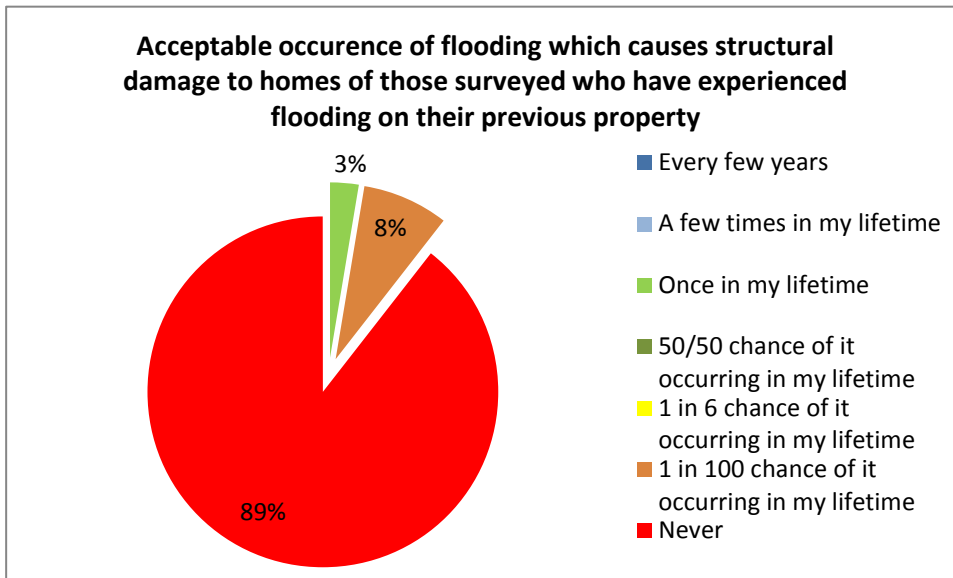 Acceptable occurence of flooding which causes structural
damage to homes of those surveyed who have experienced
flooding on their previous property
3%
8%
89%
Every few years
A few times in my lifetime
Once in my lifetime
50/50 chance of it
occurring in my lifetime
1 in 6 chance of it
occurring in my lifetime
1 in 100 chance of it
occurring in my lifetime
Never